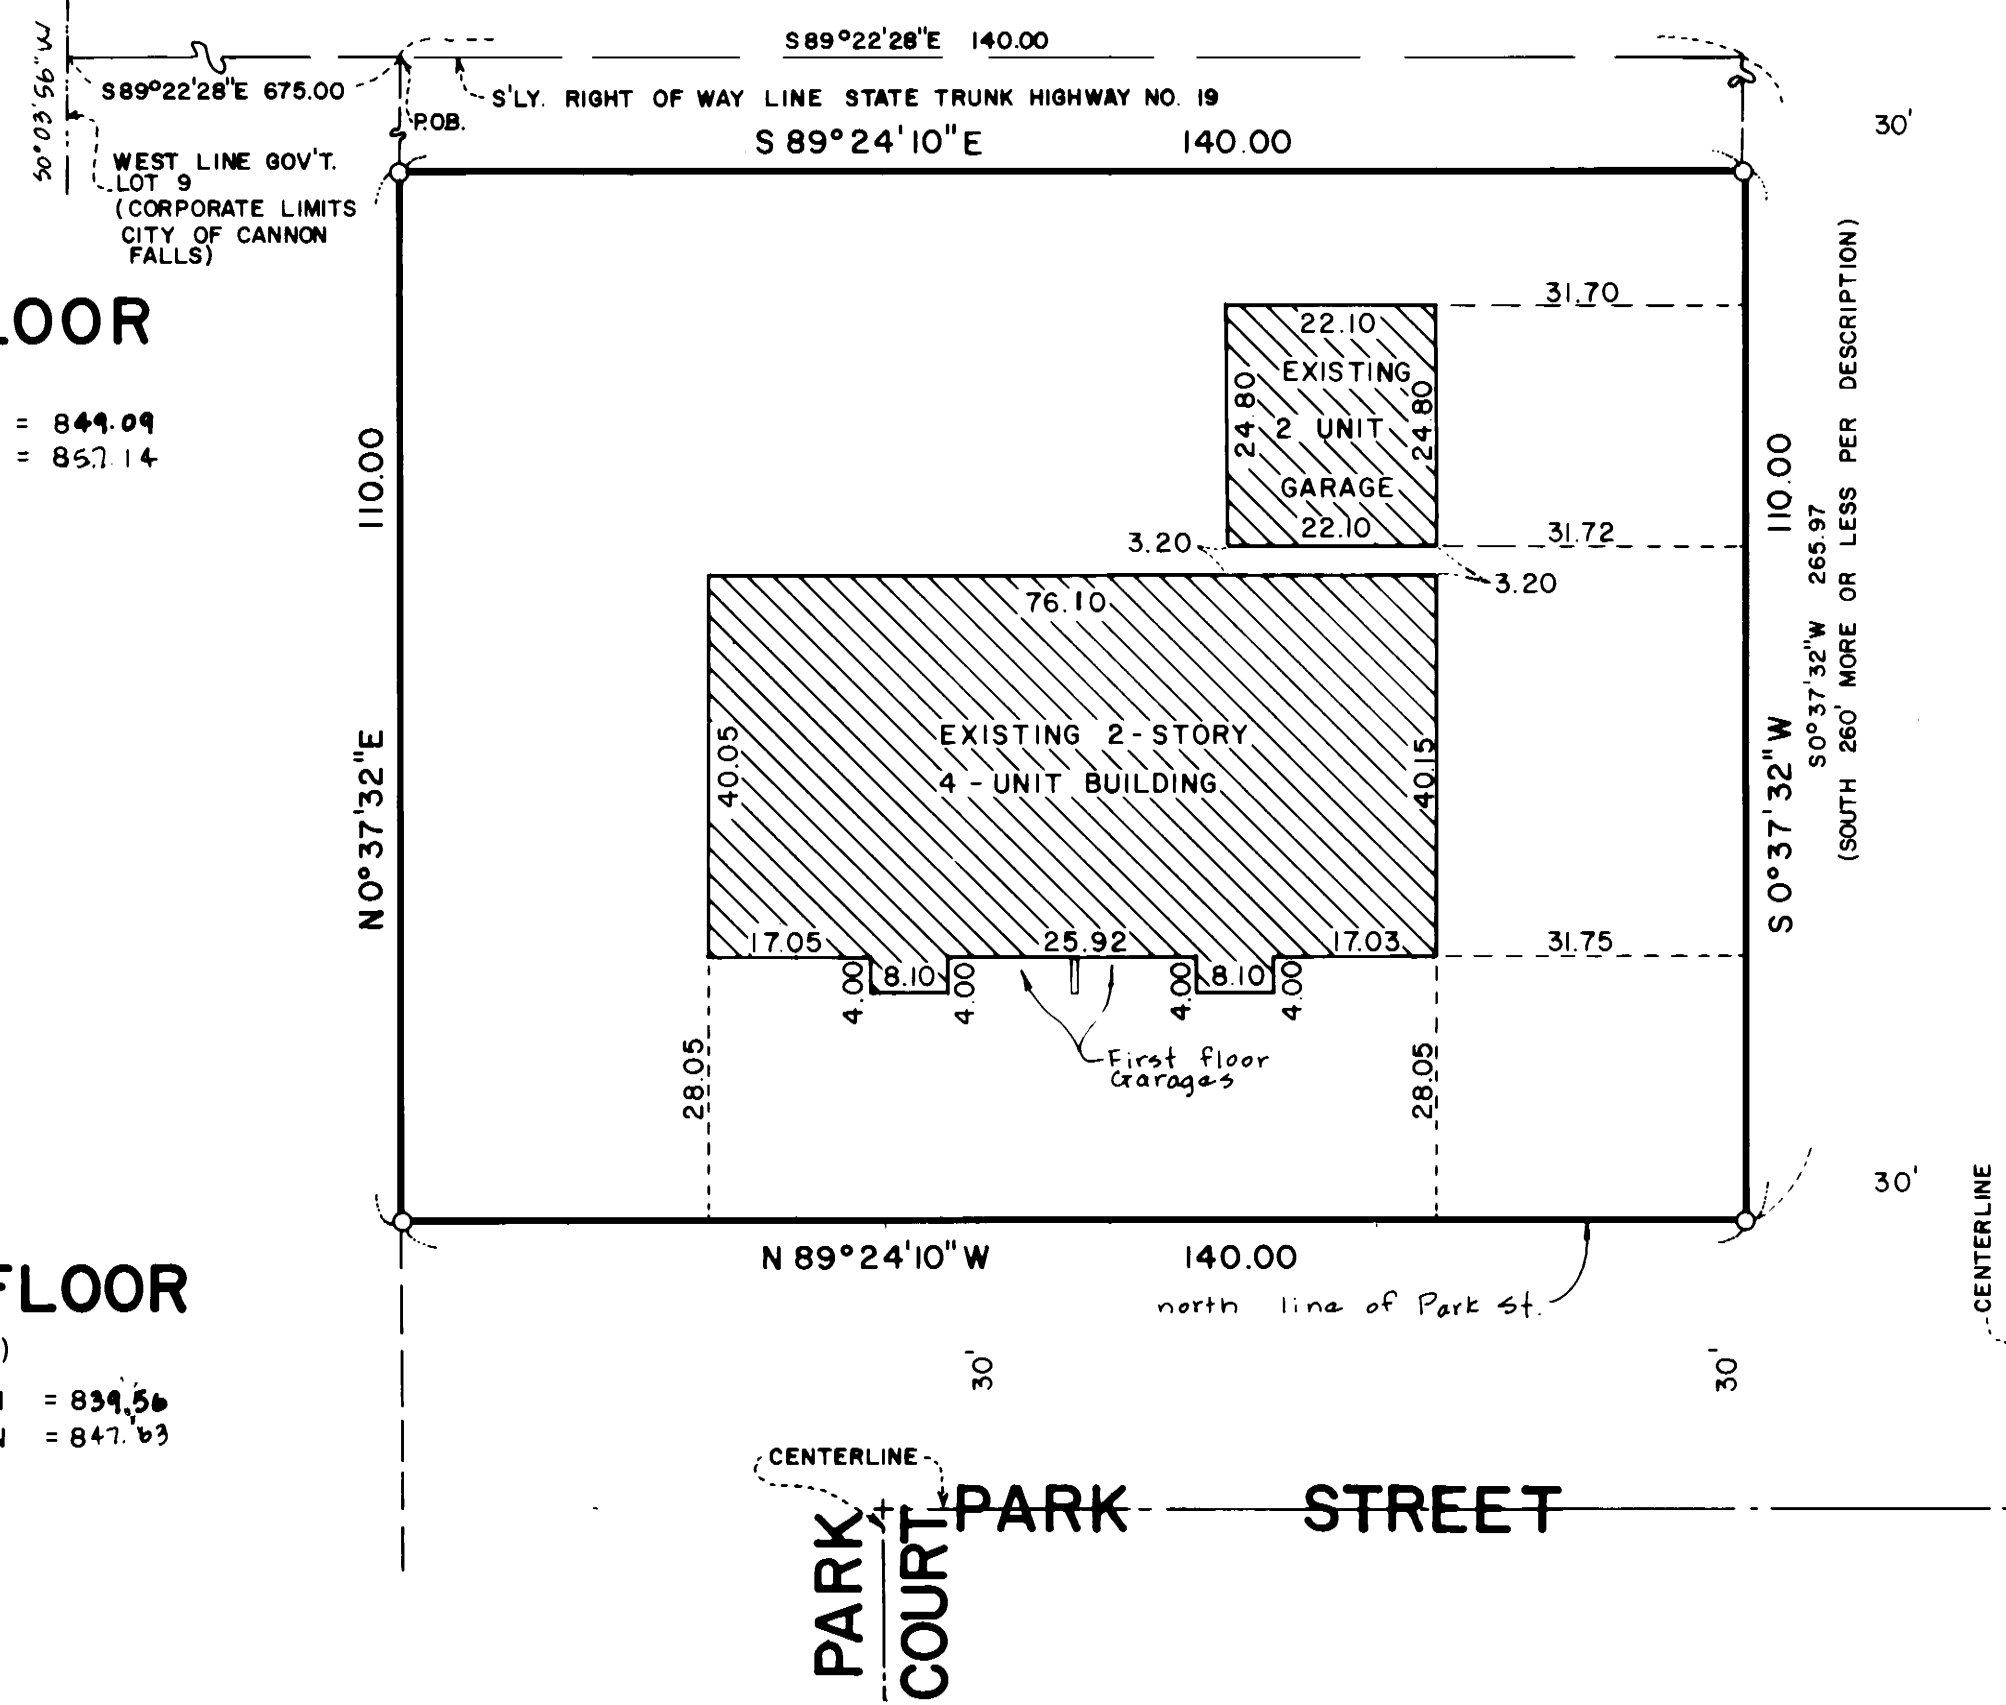 S89°22'28"E 140.00
S0°03'56"W
S89°22'28"E 675.00
S'LY. RIGHT OF WAY LINE STATE TRUNK HIGHWAY NO. 19
P.O.B.
30'
S 89°24'10"E 140.00
WEST LINE GOV'T.
LOT 9
(CORPORATE LIMITS
CITY OF CANNON
FALLS)
LOOR
= 849.09
= 857.14
110.00
N 0°37'32"E
31.70
22.10
EXISTING
2 UNIT
GARAGE
22.10
24.80
24.80
31.72
3.20
3.20
110.00
S 0°37'32"W
S0°37'32"W 265.97
(SOUTH 260' MORE OR LESS PER DESCRIPTION)
76.10
EXISTING 2-STORY
4-UNIT BUILDING
40.05
40.15
17.05
25.92
17.03
31.75
4.00
8.10
4.00
4.00
8.10
4.00
First floor
Garages
28.05
28.05
30'
CENTERLINE
N 89°24'10"W 140.00
north line of Park St.
FLOOR
)
= 839.56
N = 847.63
30'
30'
CENTERLINE
PARK STREET
PARK
COURT